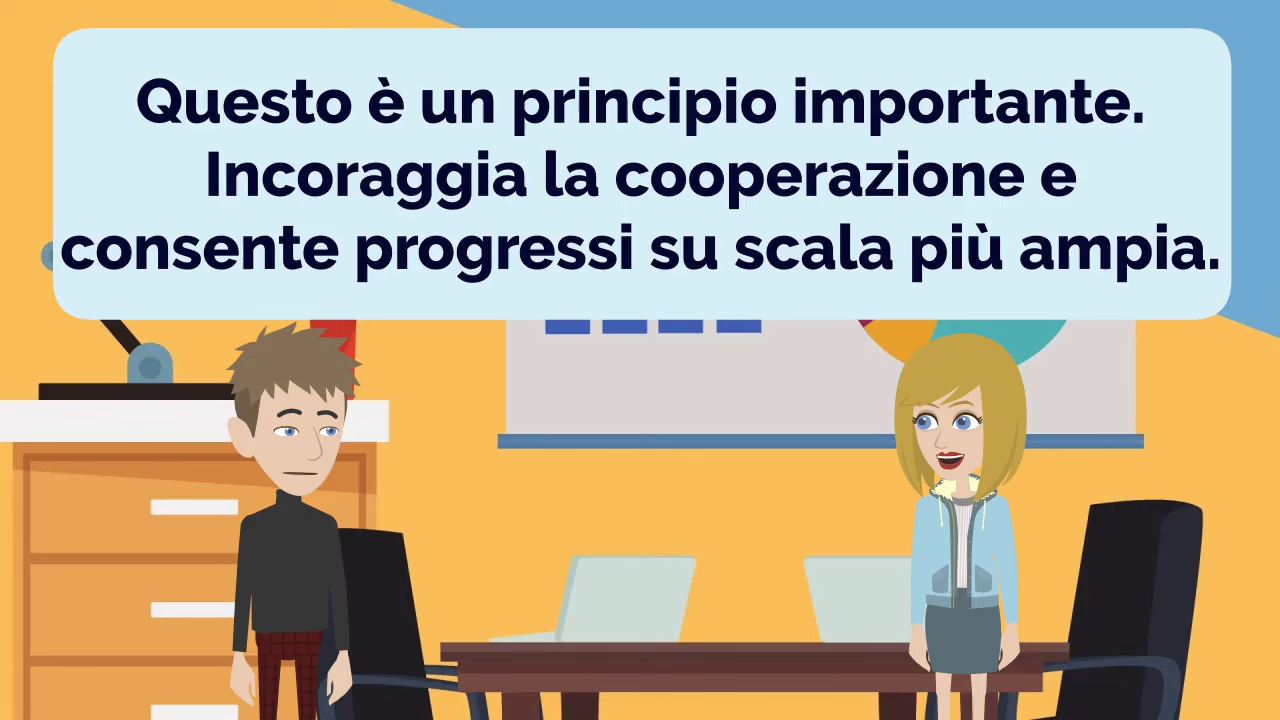 Questo è un principio importante.
Incoraggia la cooperazione e
consente progressi su scala più ampia.